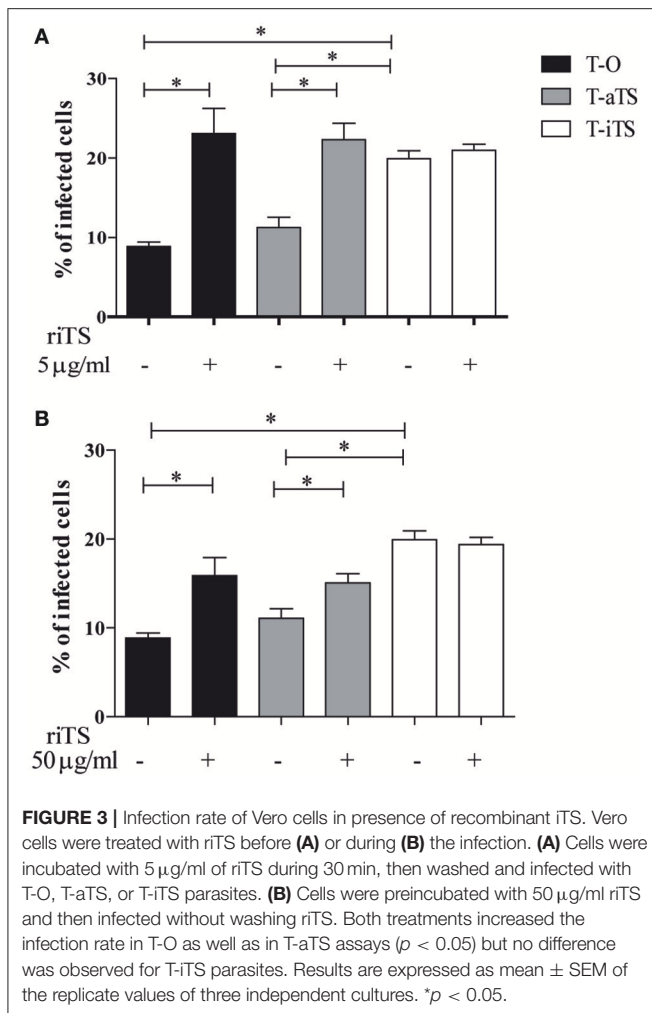 A
*
*
* *
T-O
T-aTS
T-iTS
30
20
10
0
% of infected cells
riTS
5 µg/ml - + - + - +
B
*
*
* *
30
20
10
0
% of infected cells
riTS
50 µg/ml - + - + - +
FIGURE 3 | Infection rate of Vero cells in presence of recombinant iTS. Vero
cells were treated with riTS before (A) or during (B) the infection. (A) Cells were
incubated with 5 µg/ml of riTS during 30 min, then washed and infected with
T-O, T-aTS, or T-iTS parasites. (B) Cells were preincubated with 50 µg/ml riTS
and then infected without washing riTS. Both treatments increased the
infection rate in T-O as well as in T-aTS assays (p < 0.05) but no difference
was observed for T-iTS parasites. Results are expressed as mean ± SEM of
the replicate values of three independent cultures. *p < 0.05.